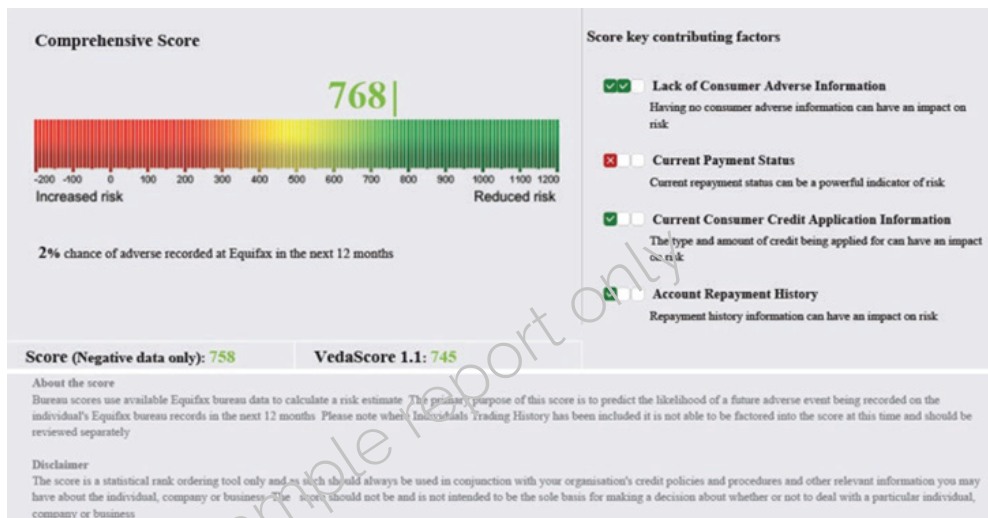 Comprehensive Score
768
-200 -100 0 100 200 300 400 500 600 700 800 900 1000 1100 1200
Increased risk Reduced risk
2% chance of adverse recorded at Equifax in the next 12 months
Score (Negative data only): 758 VedaScore 1.1: 745
Score key contributing factors
Lack of Consumer Adverse Information
Having no consumer adverse information can have an impact on
risk
Current Payment Status
Current repayment status can be a powerful indicator of risk
Current Consumer Credit Application Information
The type and amount of credit being applied for can have an impact
on risk
Account Repayment History
Repayment history information can have an impact on risk
About the score
Bureau scores use available Equifax bureau data to calculate a risk estimate The primary purpose of this score is to predict the likelihood of a future adverse event being recorded on the
individual's Equifax bureau records in the next 12 months Please note where Individuals Trading History has been included it is not able to be factored into the score at this time and should be
reviewed separately
Disclaimer
The score is a statistical rank ordering tool only and as such should always be used in conjunction with your organisation's credit policies and procedures and other relevant information you may
have about the individual, company or business The score should not be and is not intended to be the sole basis for making a decision about whether or not to deal with a particular individual,
company or business
mple report only